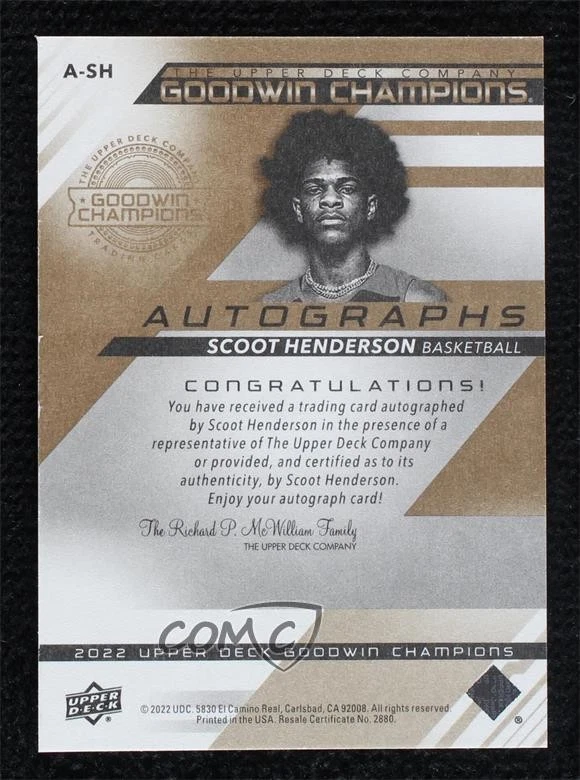 A-SH
THE UPPER DECK COMPANY
GOODWIN CHAMPIONS®
THE UPPER DECK COMPANY
GOODWIN
CHAMPIONS
TRADING CARDS
AUTOGRAPHS
SCOOT HENDERSON BASKETBALL
CONGRATULATIONS!
You have received a trading card autographed
by Scoot Henderson in the presence of a
representative of The Upper Deck Company
or provided, and certified as to its
authenticity, by Scoot Henderson.
Enjoy your autograph card!
The Richard P. McWilliam Family
THE UPPER DECK COMPANY
COMC
2022 UPPER DECK GOODWIN CHAMPIONS
UPPER
D·E·C·K
®
© 2022 UDC. 5830 El Camino Real, Carlsbad, CA 92008. All rights reserved.
Printed in the USA. Resale Certificate No. 2880.
®